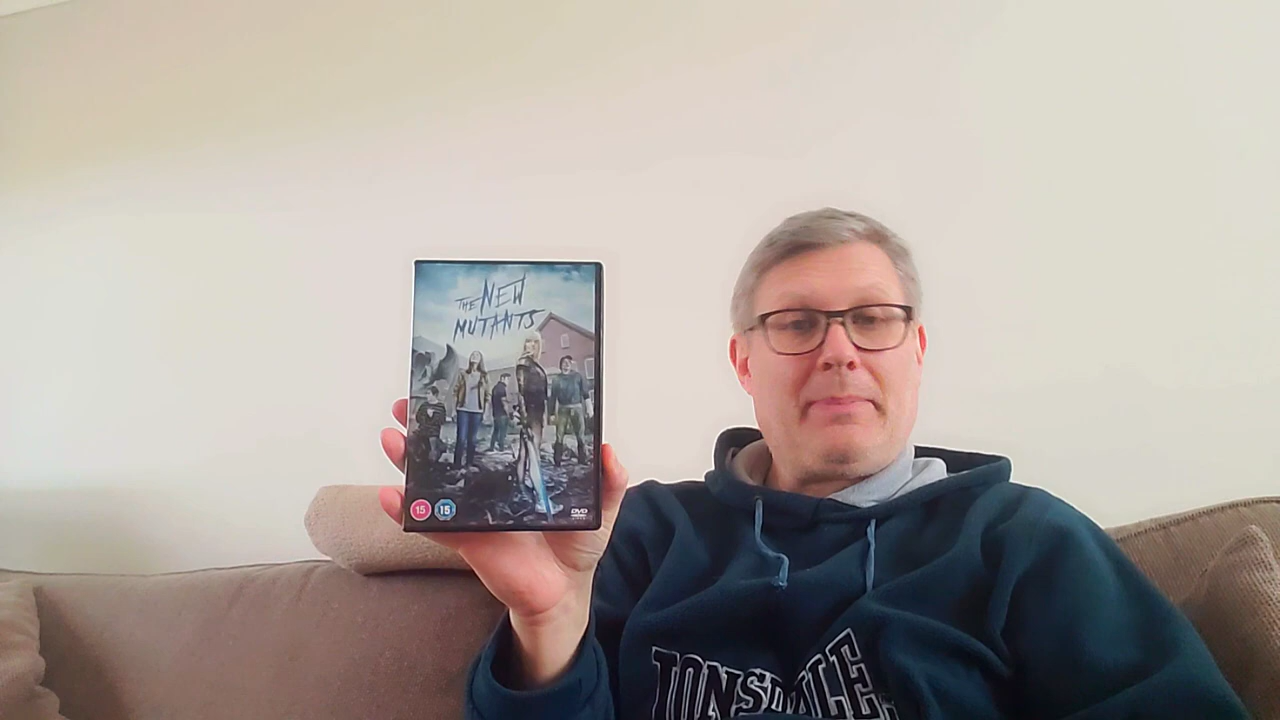 THE NEW
MUTANTS
15
15
DVD
LONSDALE